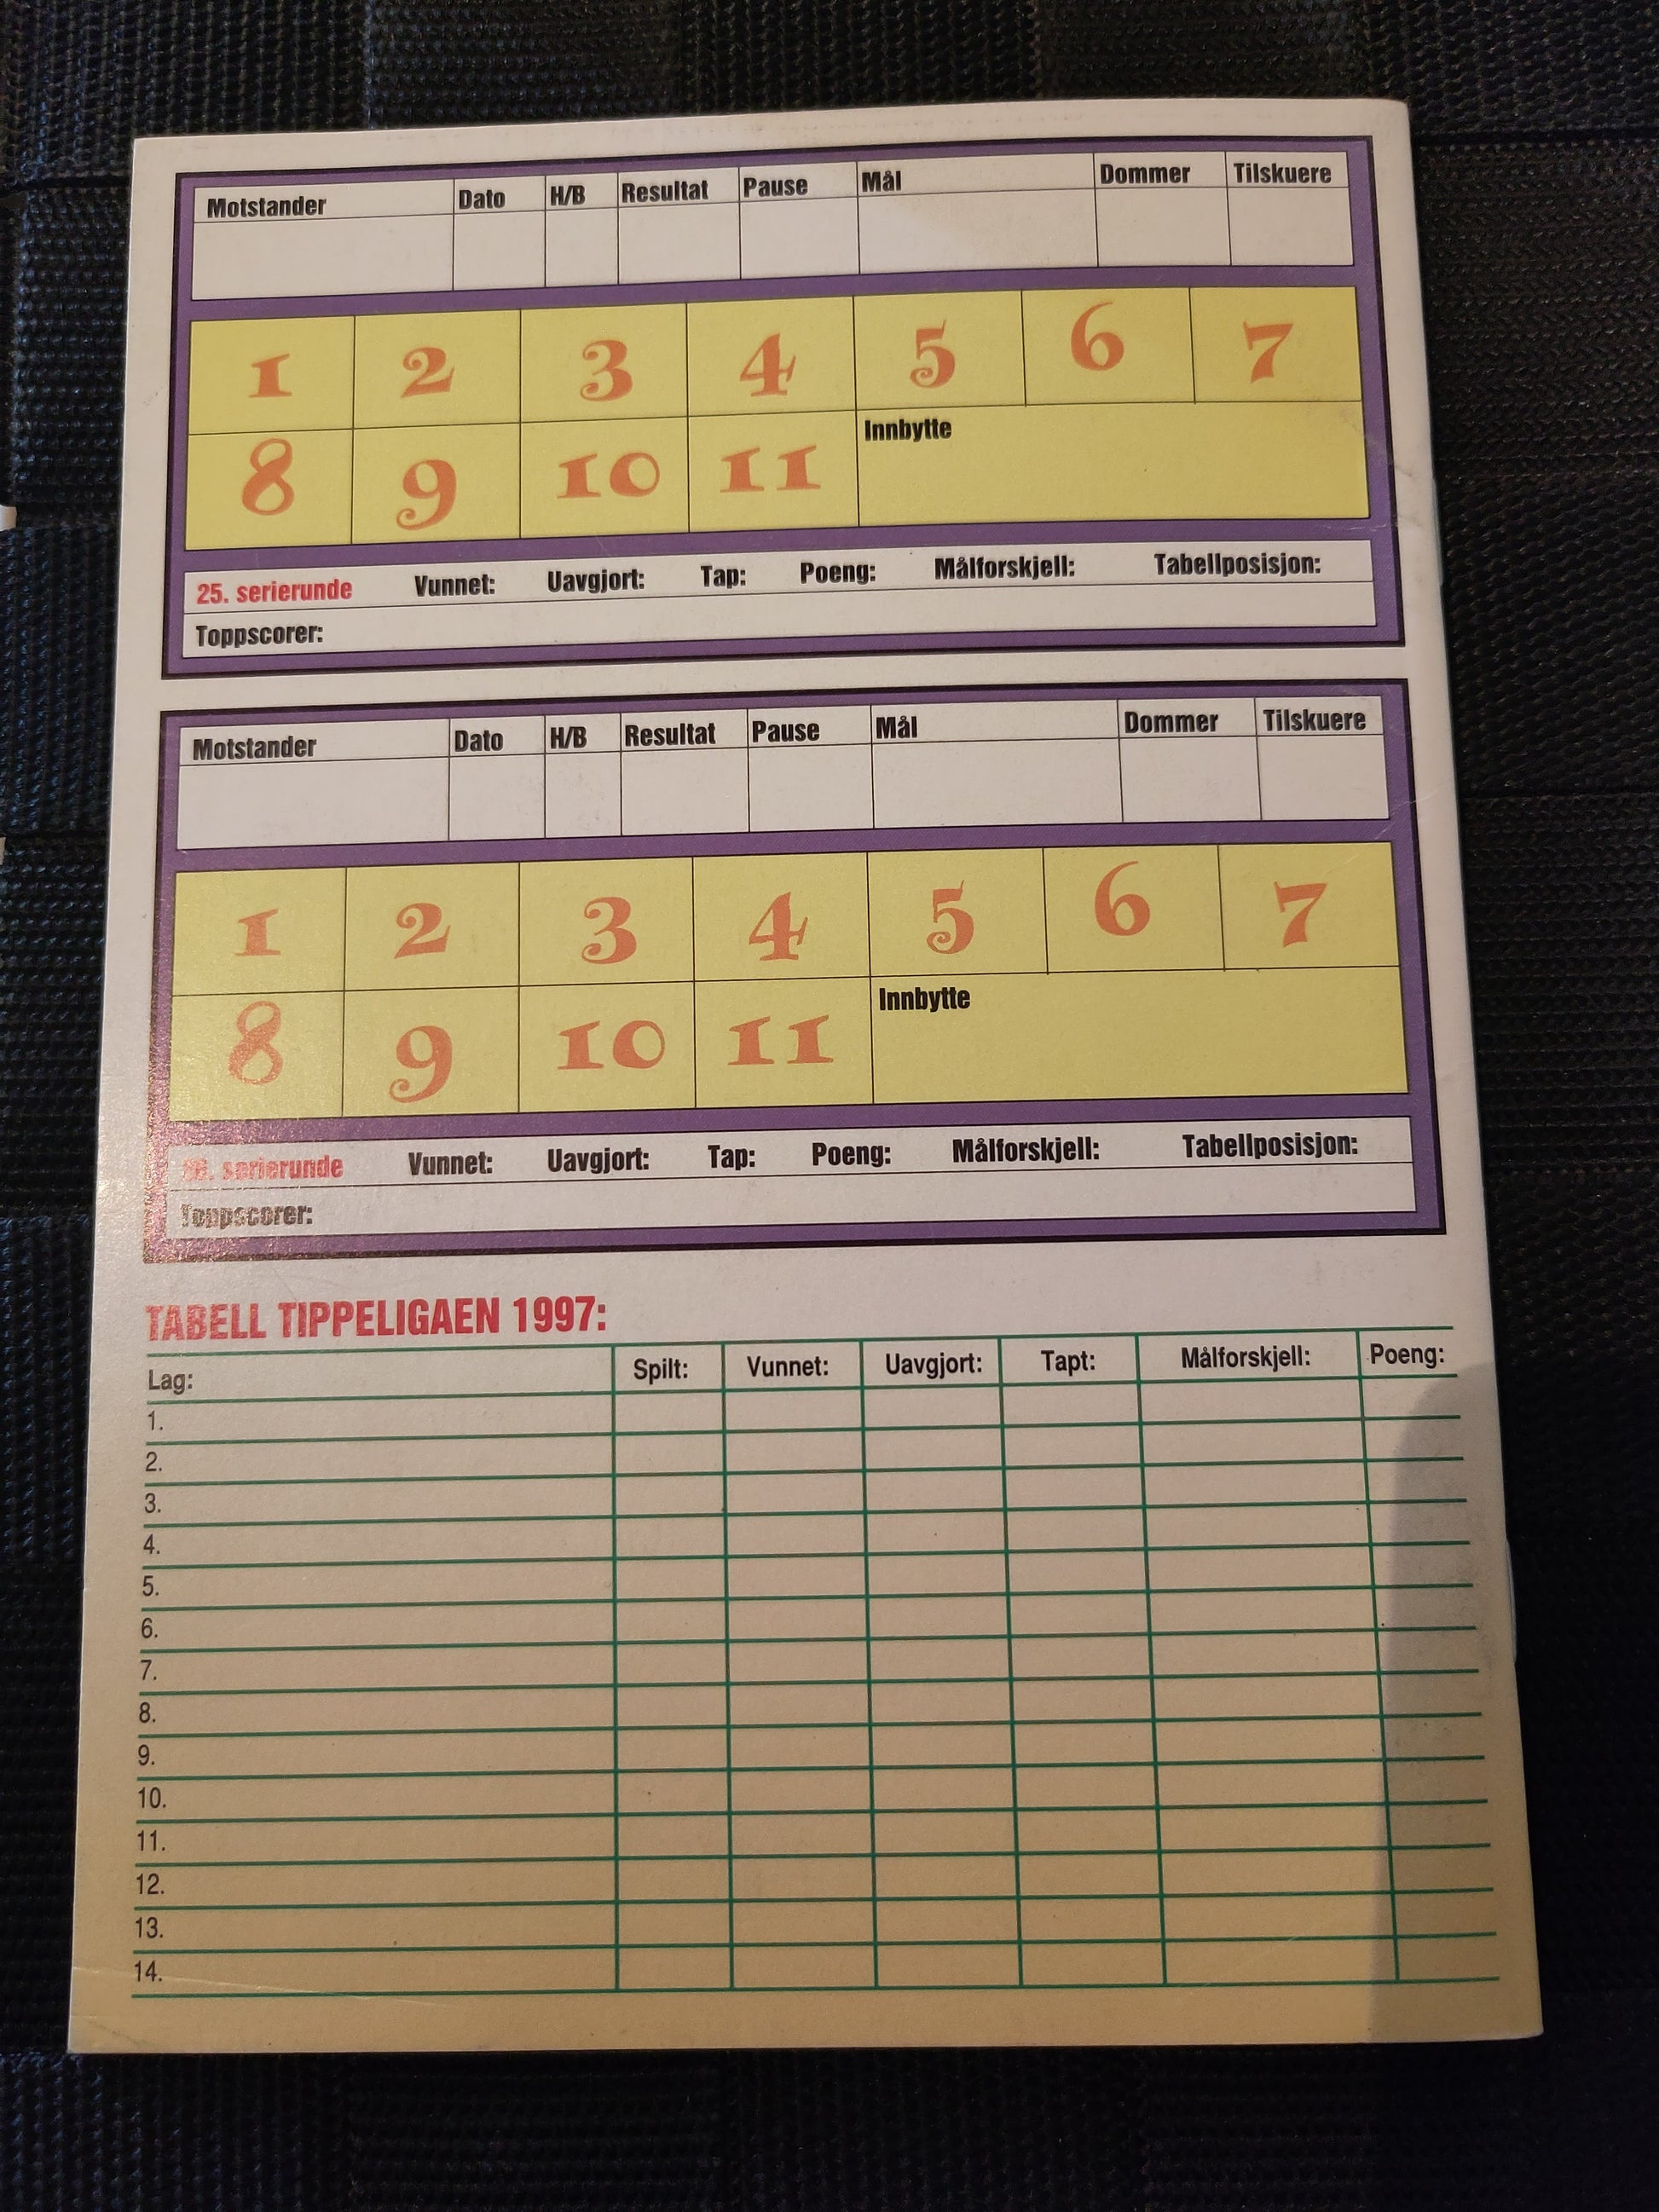 Motstander Dato H/B Resultat Pause Mål Dommer Tilskuere
1 2 3 4 5 6 7
8 9 10 11 Innbytte
25. serierunde Vunnet: Uavgjort: Tap: Poeng: Målforskjell: Tabellposisjon:
Toppscorer:
Motstander Dato H/B Resultat Pause Mål Dommer Tilskuere
1 2 3 4 5 6 7
8 9 10 11 Innbytte
26. serierunde Vunnet: Uavgjort: Tap: Poeng: Målforskjell: Tabellposisjon:
Toppscorer:
TABELL TIPPELIGAEN 1997:
Lag: Spilt: Vunnet: Uavgjort: Tapt: Målforskjell: Poeng:
1.
2.
3.
4.
5.
6.
7.
8.
9.
10.
11.
12.
13.
14.